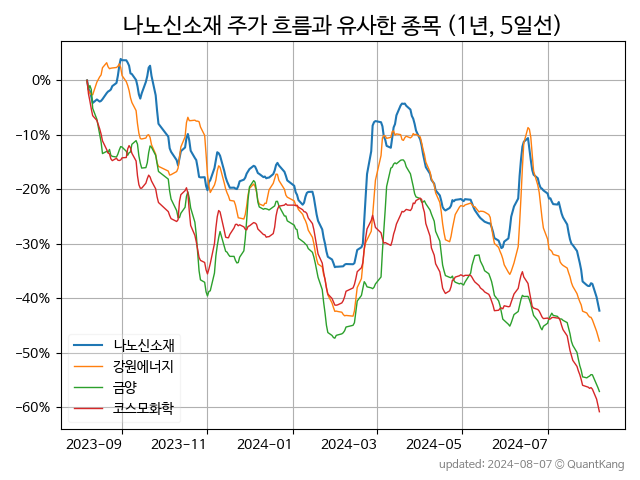 나노신소재 주가 흐름과 유사한 종목 (1년, 5일선)
0%
−10%
−20%
−30%
−40%
−50%
−60%
나노신소재
강원에너지
금양
코스모화학
2023-09
2023-11
2024-01
2024-03
2024-05
2024-07
updated: 2024-08-07 © QuantKang